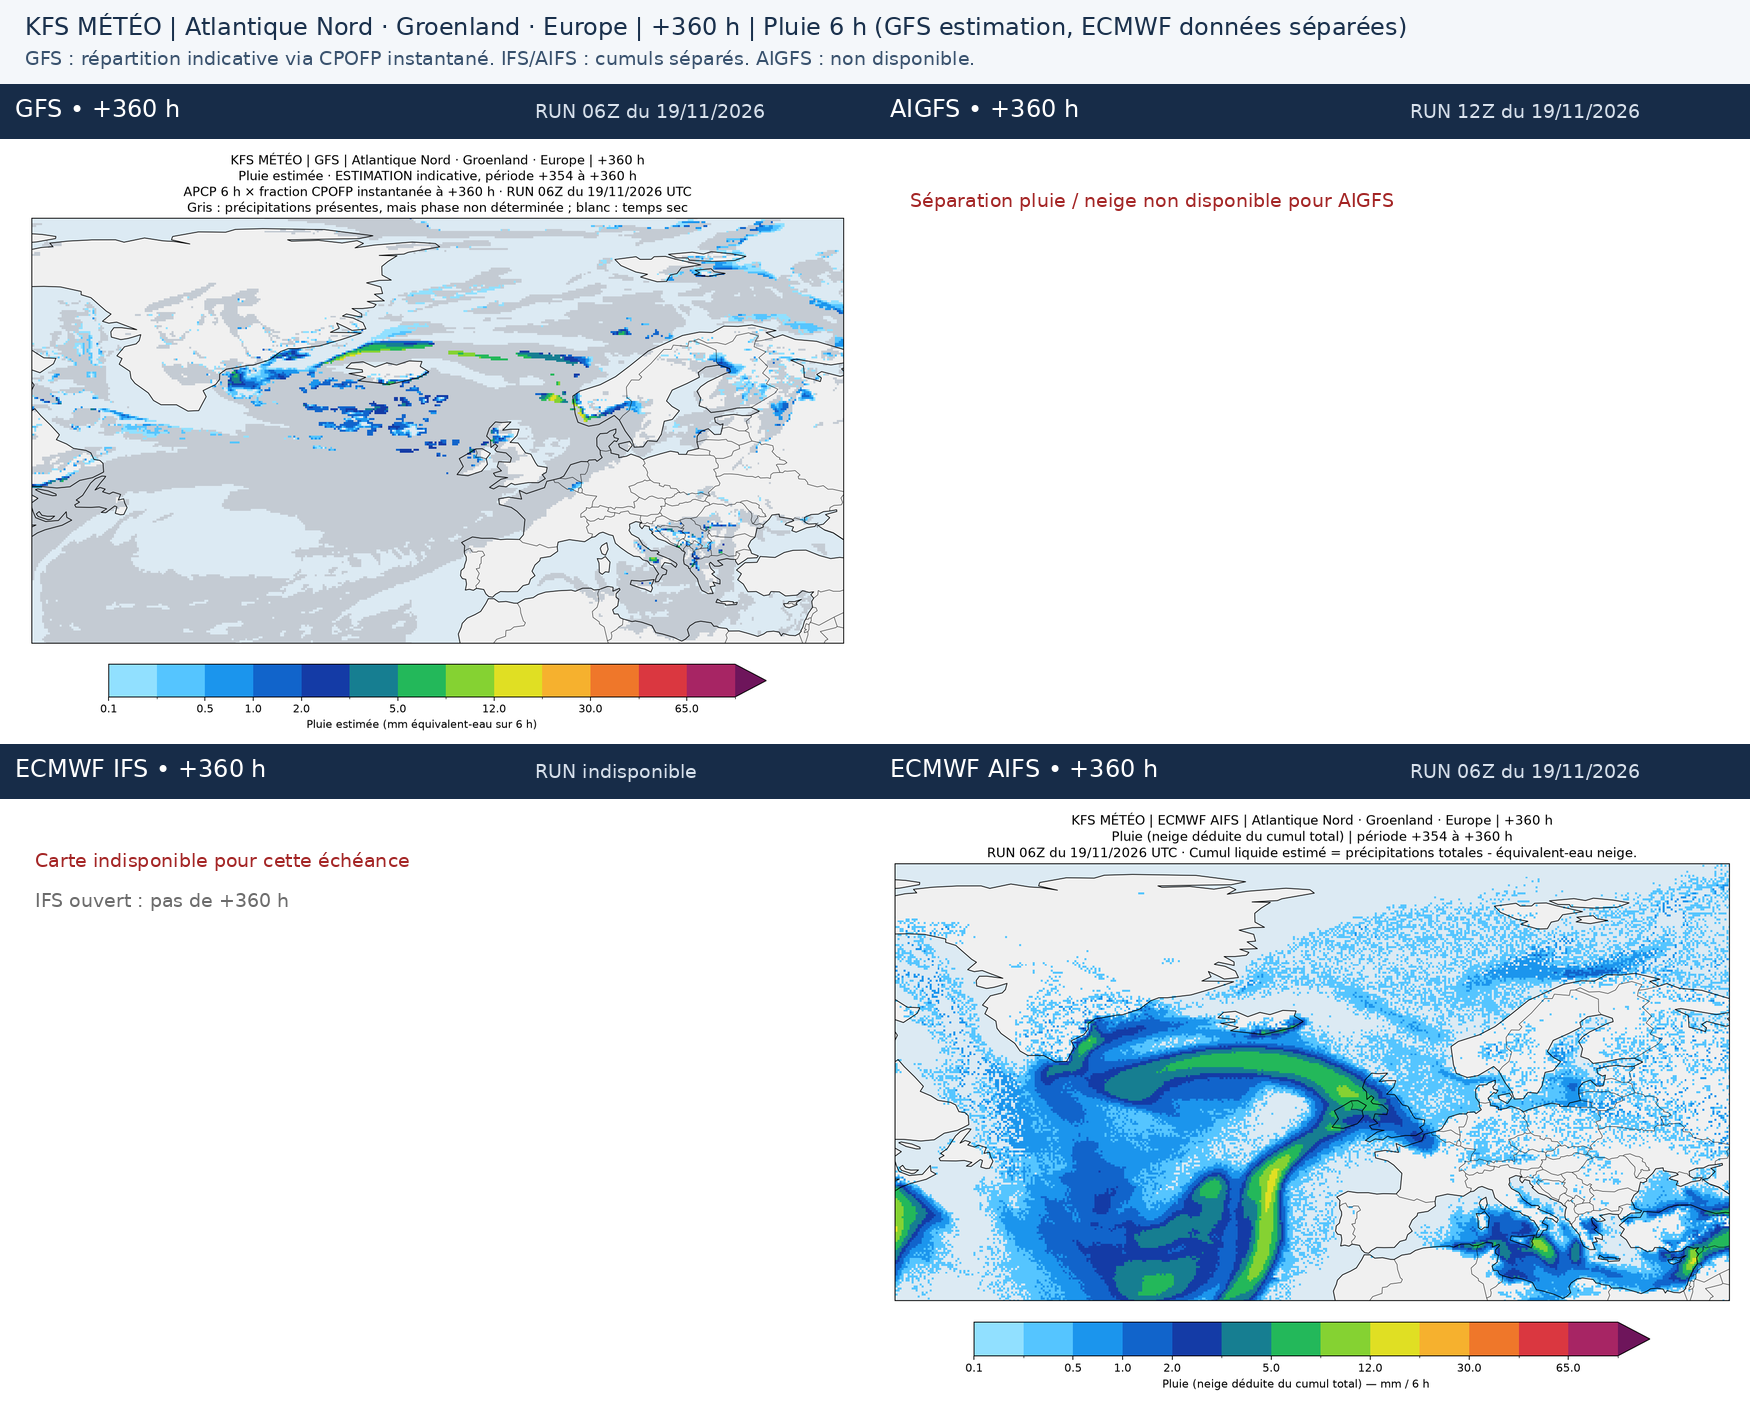 KFS MÉTÉO | Atlantique Nord · Groenland · Europe | +360 h | Pluie 6 h (GFS estimation, ECMWF données séparées)
GFS : répartition indicative via CPOFP instantané. IFS/AIFS : cumuls séparés. AIGFS : non disponible.
GFS • +360 h
RUN 06Z du 19/11/2026
KFS MÉTÉO | GFS | Atlantique Nord · Groenland · Europe | +360 h
Pluie estimée · ESTIMATION indicative, période +354 à +360 h
APCP 6 h × fraction CPOFP instantanée à +360 h · RUN 06Z du 19/11/2026 UTC
Gris : précipitations présentes, mais phase non déterminée ; blanc : temps sec
0.1 0.5 1.0 2.0 5.0 12.0 30.0 65.0
Pluie estimée (mm équivalent-eau sur 6 h)
AIGFS • +360 h
RUN 12Z du 19/11/2026
Séparation pluie / neige non disponible pour AIGFS
ECMWF IFS • +360 h
RUN indisponible
Carte indisponible pour cette échéance
IFS ouvert : pas de +360 h
ECMWF AIFS • +360 h
RUN 06Z du 19/11/2026
KFS MÉTÉO | ECMWF AIFS | Atlantique Nord · Groenland · Europe | +360 h
Pluie (neige déduite du cumul total) | période +354 à +360 h
RUN 06Z du 19/11/2026 UTC · Cumul liquide estimé = précipitations totales - équivalent-eau neige.
0.1 0.5 1.0 2.0 5.0 12.0 30.0 65.0
Pluie (neige déduite du cumul total) — mm / 6 h